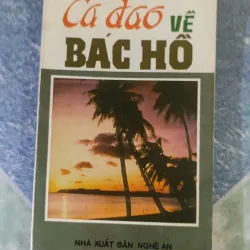 Ca dao VỀ
BÁC HỒ
NHÀ XUẤT BẢN NGHỆ AN